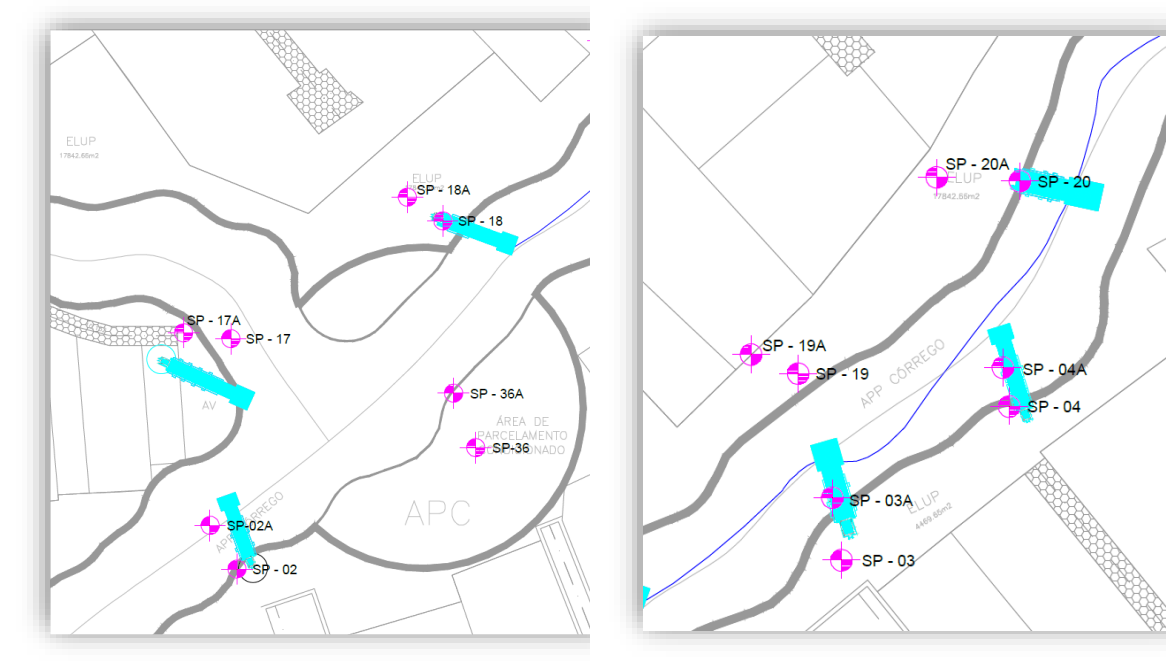 ELUP
17842,65m2
ELUP
SP - 18A
SP - 18
SP - 17A
SP - 17
AV
SP - 36A
ÁREA DE
PARCELAMENTO
SP-36
APC
SP-02A
SP - 02
SP - 20A
ELUP
17842,65m2
SP - 20
SP - 19A
SP - 19
APP CÓRREGO
SP - 04A
SP - 04
SP - 03A
ELUP
4469,65m2
SP - 03